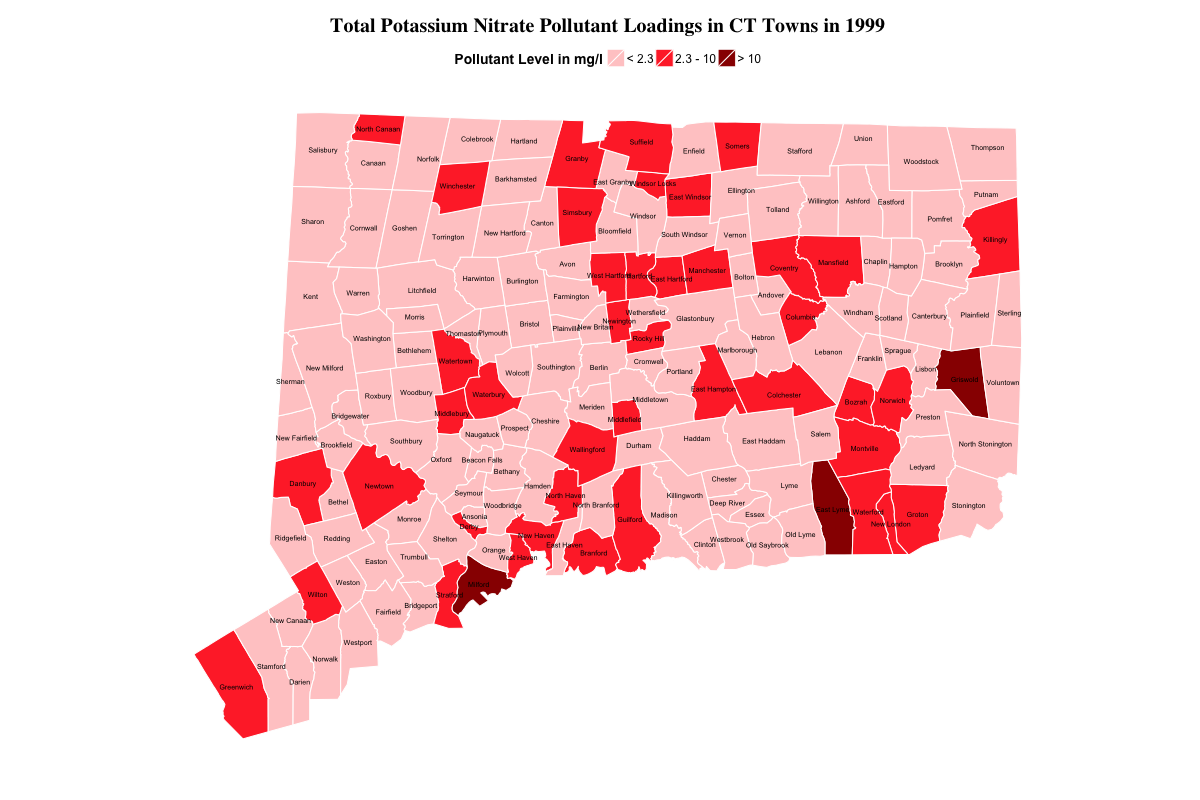 Total Potassium Nitrate Pollutant Loadings in CT Towns in 1999
Pollutant Level in mg/l < 2.3 2.3 - 10 > 10
North Canaan
Colebrook
Hartland
Union
Salisbury
Suffield
Somers
Enfield
Stafford
Thompson
Canaan
Norfolk
Granby
Woodstock
Winchester
Barkhamsted
East Granby
Windsor Locks
Ellington
Putnam
East Windsor
Willington
Ashford
Eastford
Sharon
Cornwall
Goshen
Torrington
New Hartford
Canton
Simsbury
Bloomfield
Windsor
South Windsor
Vernon
Tolland
Pomfret
Killingly
Avon
West Hartford
Hartford
East Hartford
Manchester
Bolton
Coventry
Mansfield
Chaplin
Hampton
Brooklyn
Kent
Warren
Litchfield
Harwinton
Burlington
Farmington
Andover
Morris
Washington
Bethlehem
Thomaston
Plymouth
Bristol
Plainville
New Britain
Newington
Wethersfield
Glastonbury
Rocky Hill
Columbia
Windham
Scotland
Canterbury
Plainfield
Sterling
Hebron
Marlborough
Lebanon
Franklin
Sprague
Lisbon
Griswold
Voluntown
New Milford
Sherman
Roxbury
Woodbury
Watertown
Wolcott
Southington
Berlin
Cromwell
Portland
East Hampton
Colchester
Bozrah
Norwich
Preston
Waterbury
Middlebury
Bridgewater
Cheshire
Meriden
Middletown
Middlefield
New Fairfield
Brookfield
Southbury
Naugatuck
Prospect
Wallingford
Durham
Haddam
East Haddam
Salem
Montville
North Stonington
Ledyard
Oxford
Beacon Falls
Bethany
Danbury
Bethel
Newtown
Seymour
Woodbridge
Hamden
North Haven
North Branford
Guilford
Madison
Killingworth
Chester
Deep River
Essex
Lyme
East Lyme
Waterford
New London
Groton
Stonington
Monroe
Ansonia
Derby
Ridgefield
Redding
Shelton
Orange
New Haven
East Haven
West Haven
Branford
Clinton
Westbrook
Old Saybrook
Old Lyme
Easton
Trumbull
Weston
Wilton
Milford
Stratford
Bridgeport
Fairfield
New Canaan
Westport
Norwalk
Stamford
Darien
Greenwich